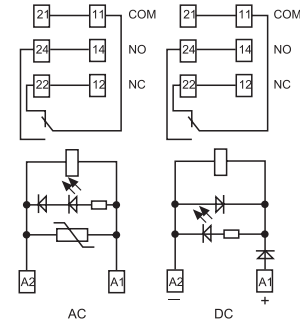 21 11 COM 21 11 COM
24 14 NO 24 14 NO
22 12 NC 22 12 NC
A2 A1 A2 A1
— +
AC DC